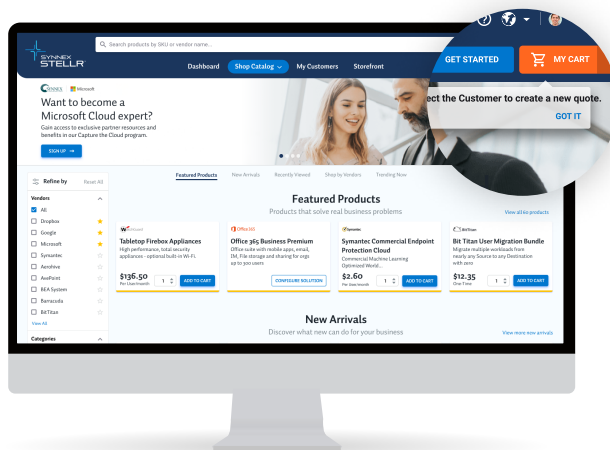 Search products by SKU or vendor name...
SYNNEX
STELLR
Dashboard
Shop Catalog
My Customers
Storefront
GET STARTED
MY CART
ect the Customer to create a new quote.
GOT IT
SYNNEX
Microsoft
Want to become a
Microsoft Cloud expert?
Gain access to exclusive partner resources and
benefits in our Capture the Cloud program.
SIGN UP →
Refine by
Reset All
Featured Products
New Arrivals
Recently Viewed
Shop by Vendors
Trending Now
Vendors
All
Dropbox
Google
Microsoft
Symantec
Aerohive
AvePoint
BEA System
Barracuda
BitTitan
View All
Categories
Featured Products
Products that solve real business problems
View all 60 products
WatchGuard
Tabletop Firebox Appliances
High performance, total security
appliances - optional built-in Wi-Fi.
$136.50
Per User/month
1
ADD TO CART
Office 365
Office 365 Business Premium
Office suite with mobile apps, email,
IM, File storage and sharing for orgs
up to 300 users
CONFIGURE SOLUTION
Symantec
Symantec Commercial Endpoint
Protection Cloud
Commercial Machine Learning
Optimized World...
$2.60
Per User/month
1
ADD TO CART
BitTitan
Bit Titan User Migration Bundle
Migrate multiple workloads from
nearly any Source to any Destination
with zero
$12.35
One Time
1
ADD TO CART
New Arrivals
Discover what new can do for your business
View more new arrivals